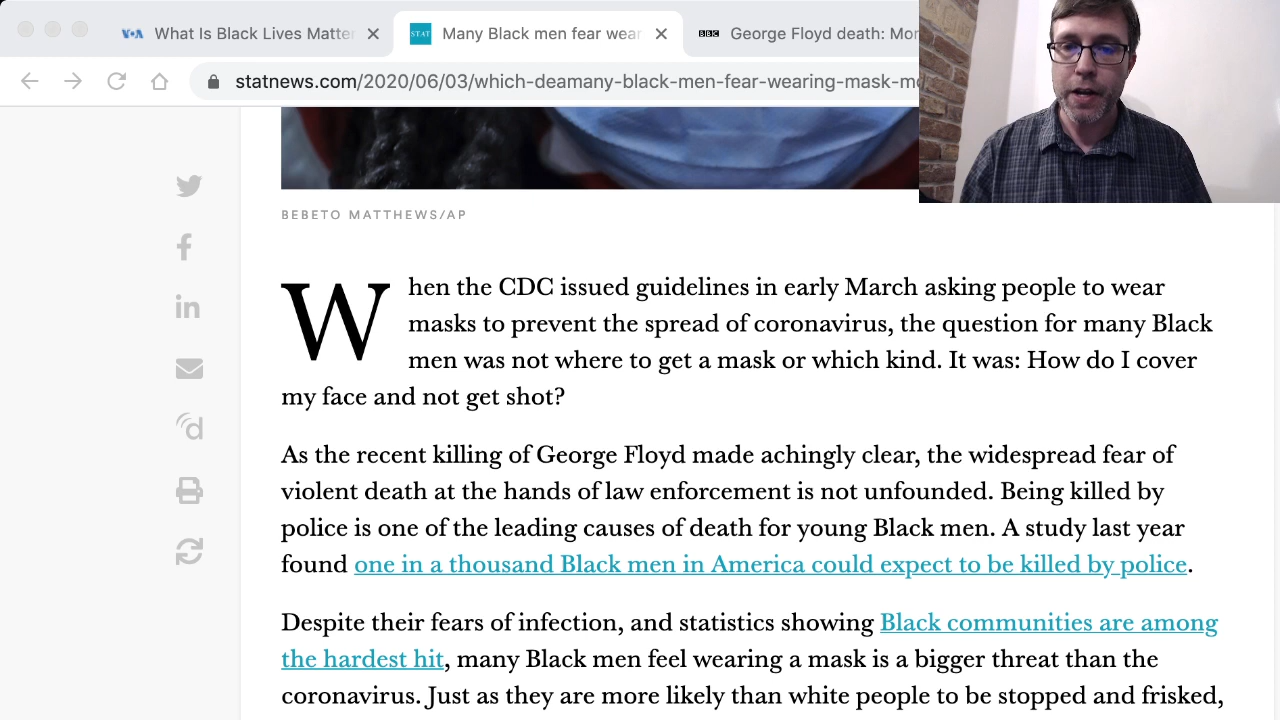 VOA What Is Black Lives Matter
STAT Many Black men fear wear
BBC George Floyd death: Mor
statnews.com/2020/06/03/which-deamany-black-men-fear-wearing-mask-mo
BEBETO MATTHEWS/AP
When the CDC issued guidelines in early March asking people to wear
masks to prevent the spread of coronavirus, the question for many Black
men was not where to get a mask or which kind. It was: How do I cover
my face and not get shot?
As the recent killing of George Floyd made achingly clear, the widespread fear of
violent death at the hands of law enforcement is not unfounded. Being killed by
police is one of the leading causes of death for young Black men. A study last year
found one in a thousand Black men in America could expect to be killed by police.
Despite their fears of infection, and statistics showing Black communities are among
the hardest hit, many Black men feel wearing a mask is a bigger threat than the
coronavirus. Just as they are more likely than white people to be stopped and frisked,